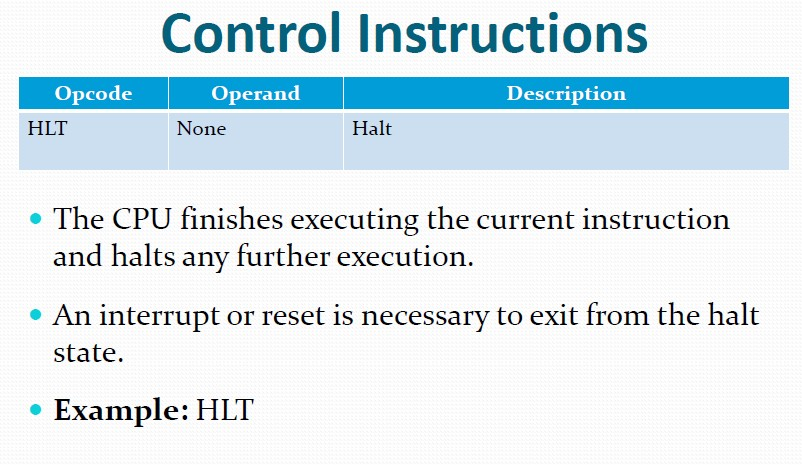 Control Instructions
Opcode Operand Description
HLT None Halt
• The CPU finishes executing the current instruction
and halts any further execution.
• An interrupt or reset is necessary to exit from the halt
state.
• Example: HLT